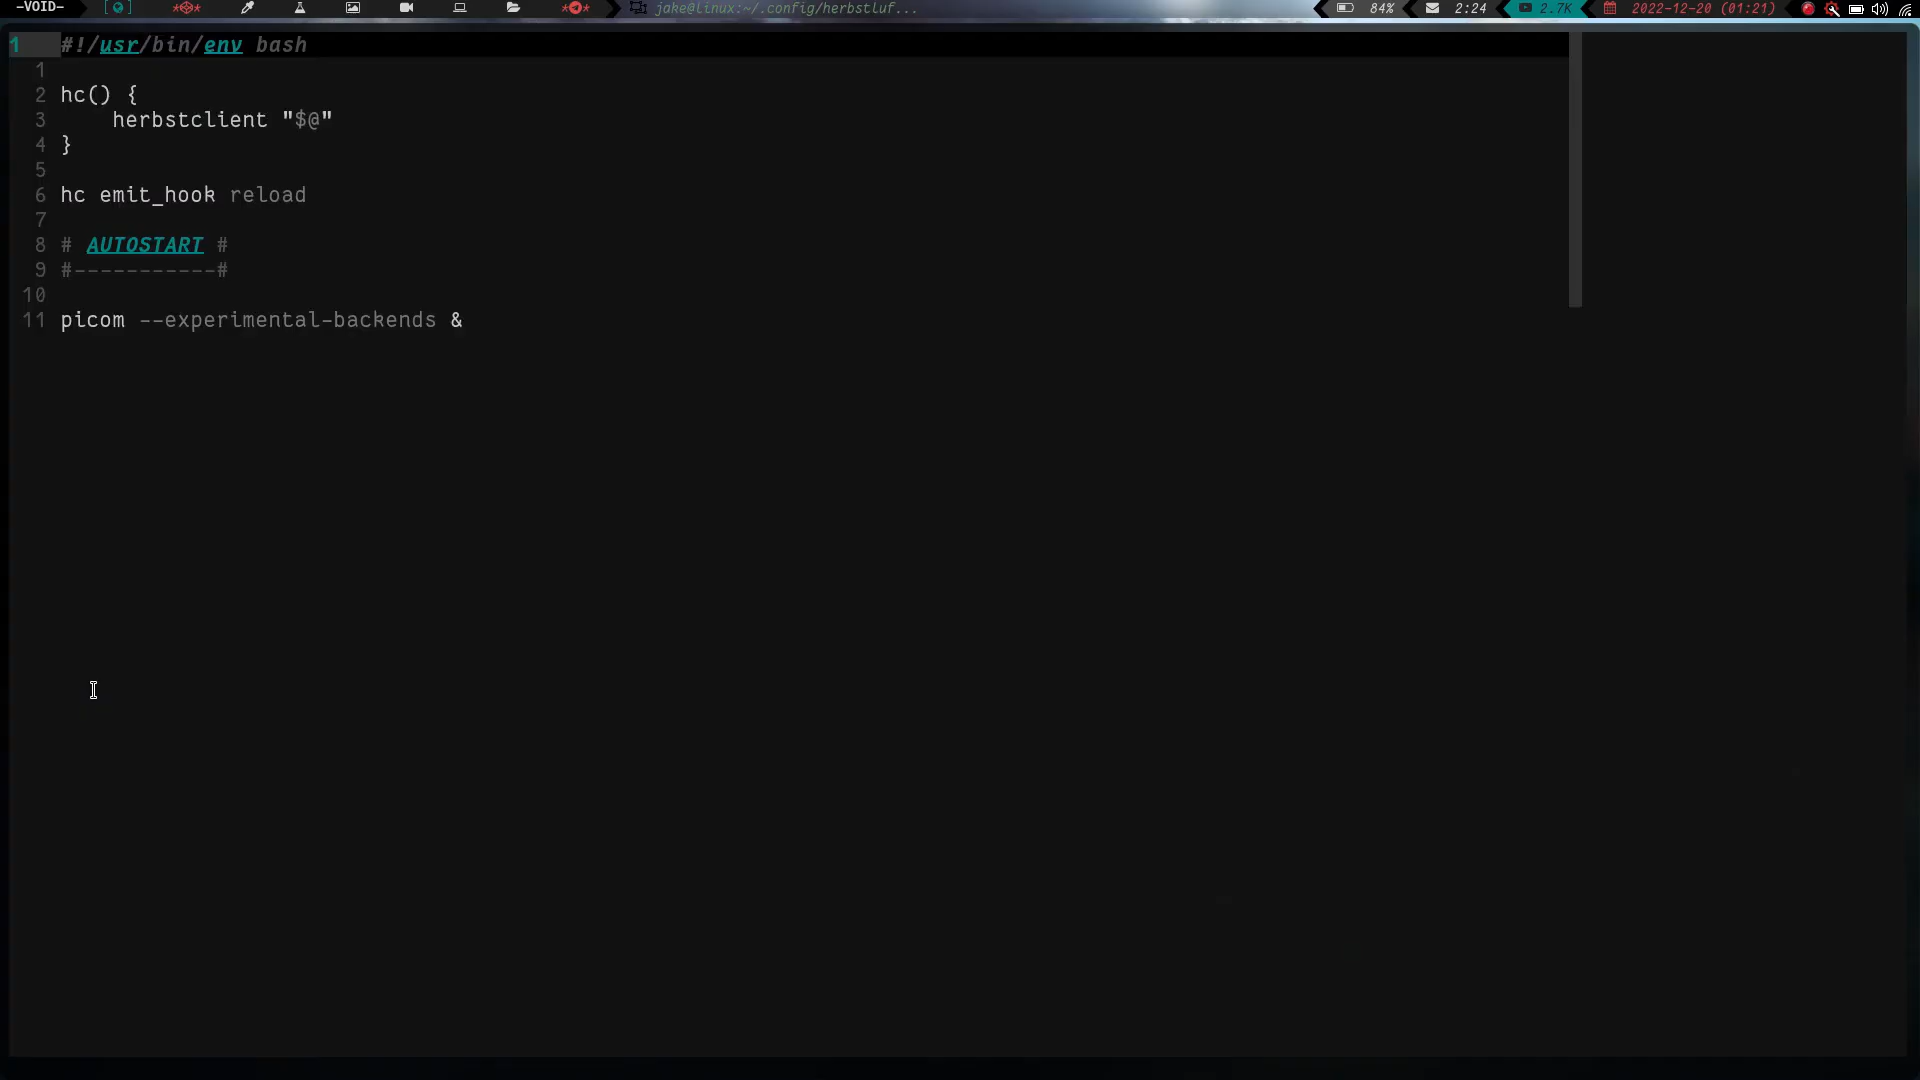 -VOID-
jake@linux:~/.config/herbstluf...
84%
2:24
2.7K
2022-12-20 (01:21)
1 #!/usr/bin/env bash
1
2 hc() {
3 herbstclient "$@"
4 }
5
6 hc emit_hook reload
7
8 # AUTOSTART #
9 #-----------#
10
11 picom --experimental-backends &